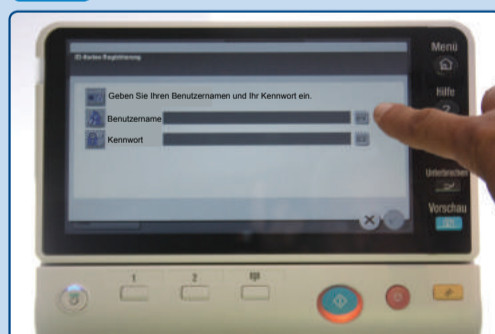 ID-Karten-Registrierung
Geben Sie Ihren Benutzernamen und Ihr Kennwort ein.
Benutzername
Kennwort
Menü
Hilfe
?
Unterbrechen
Vorschau
1
2